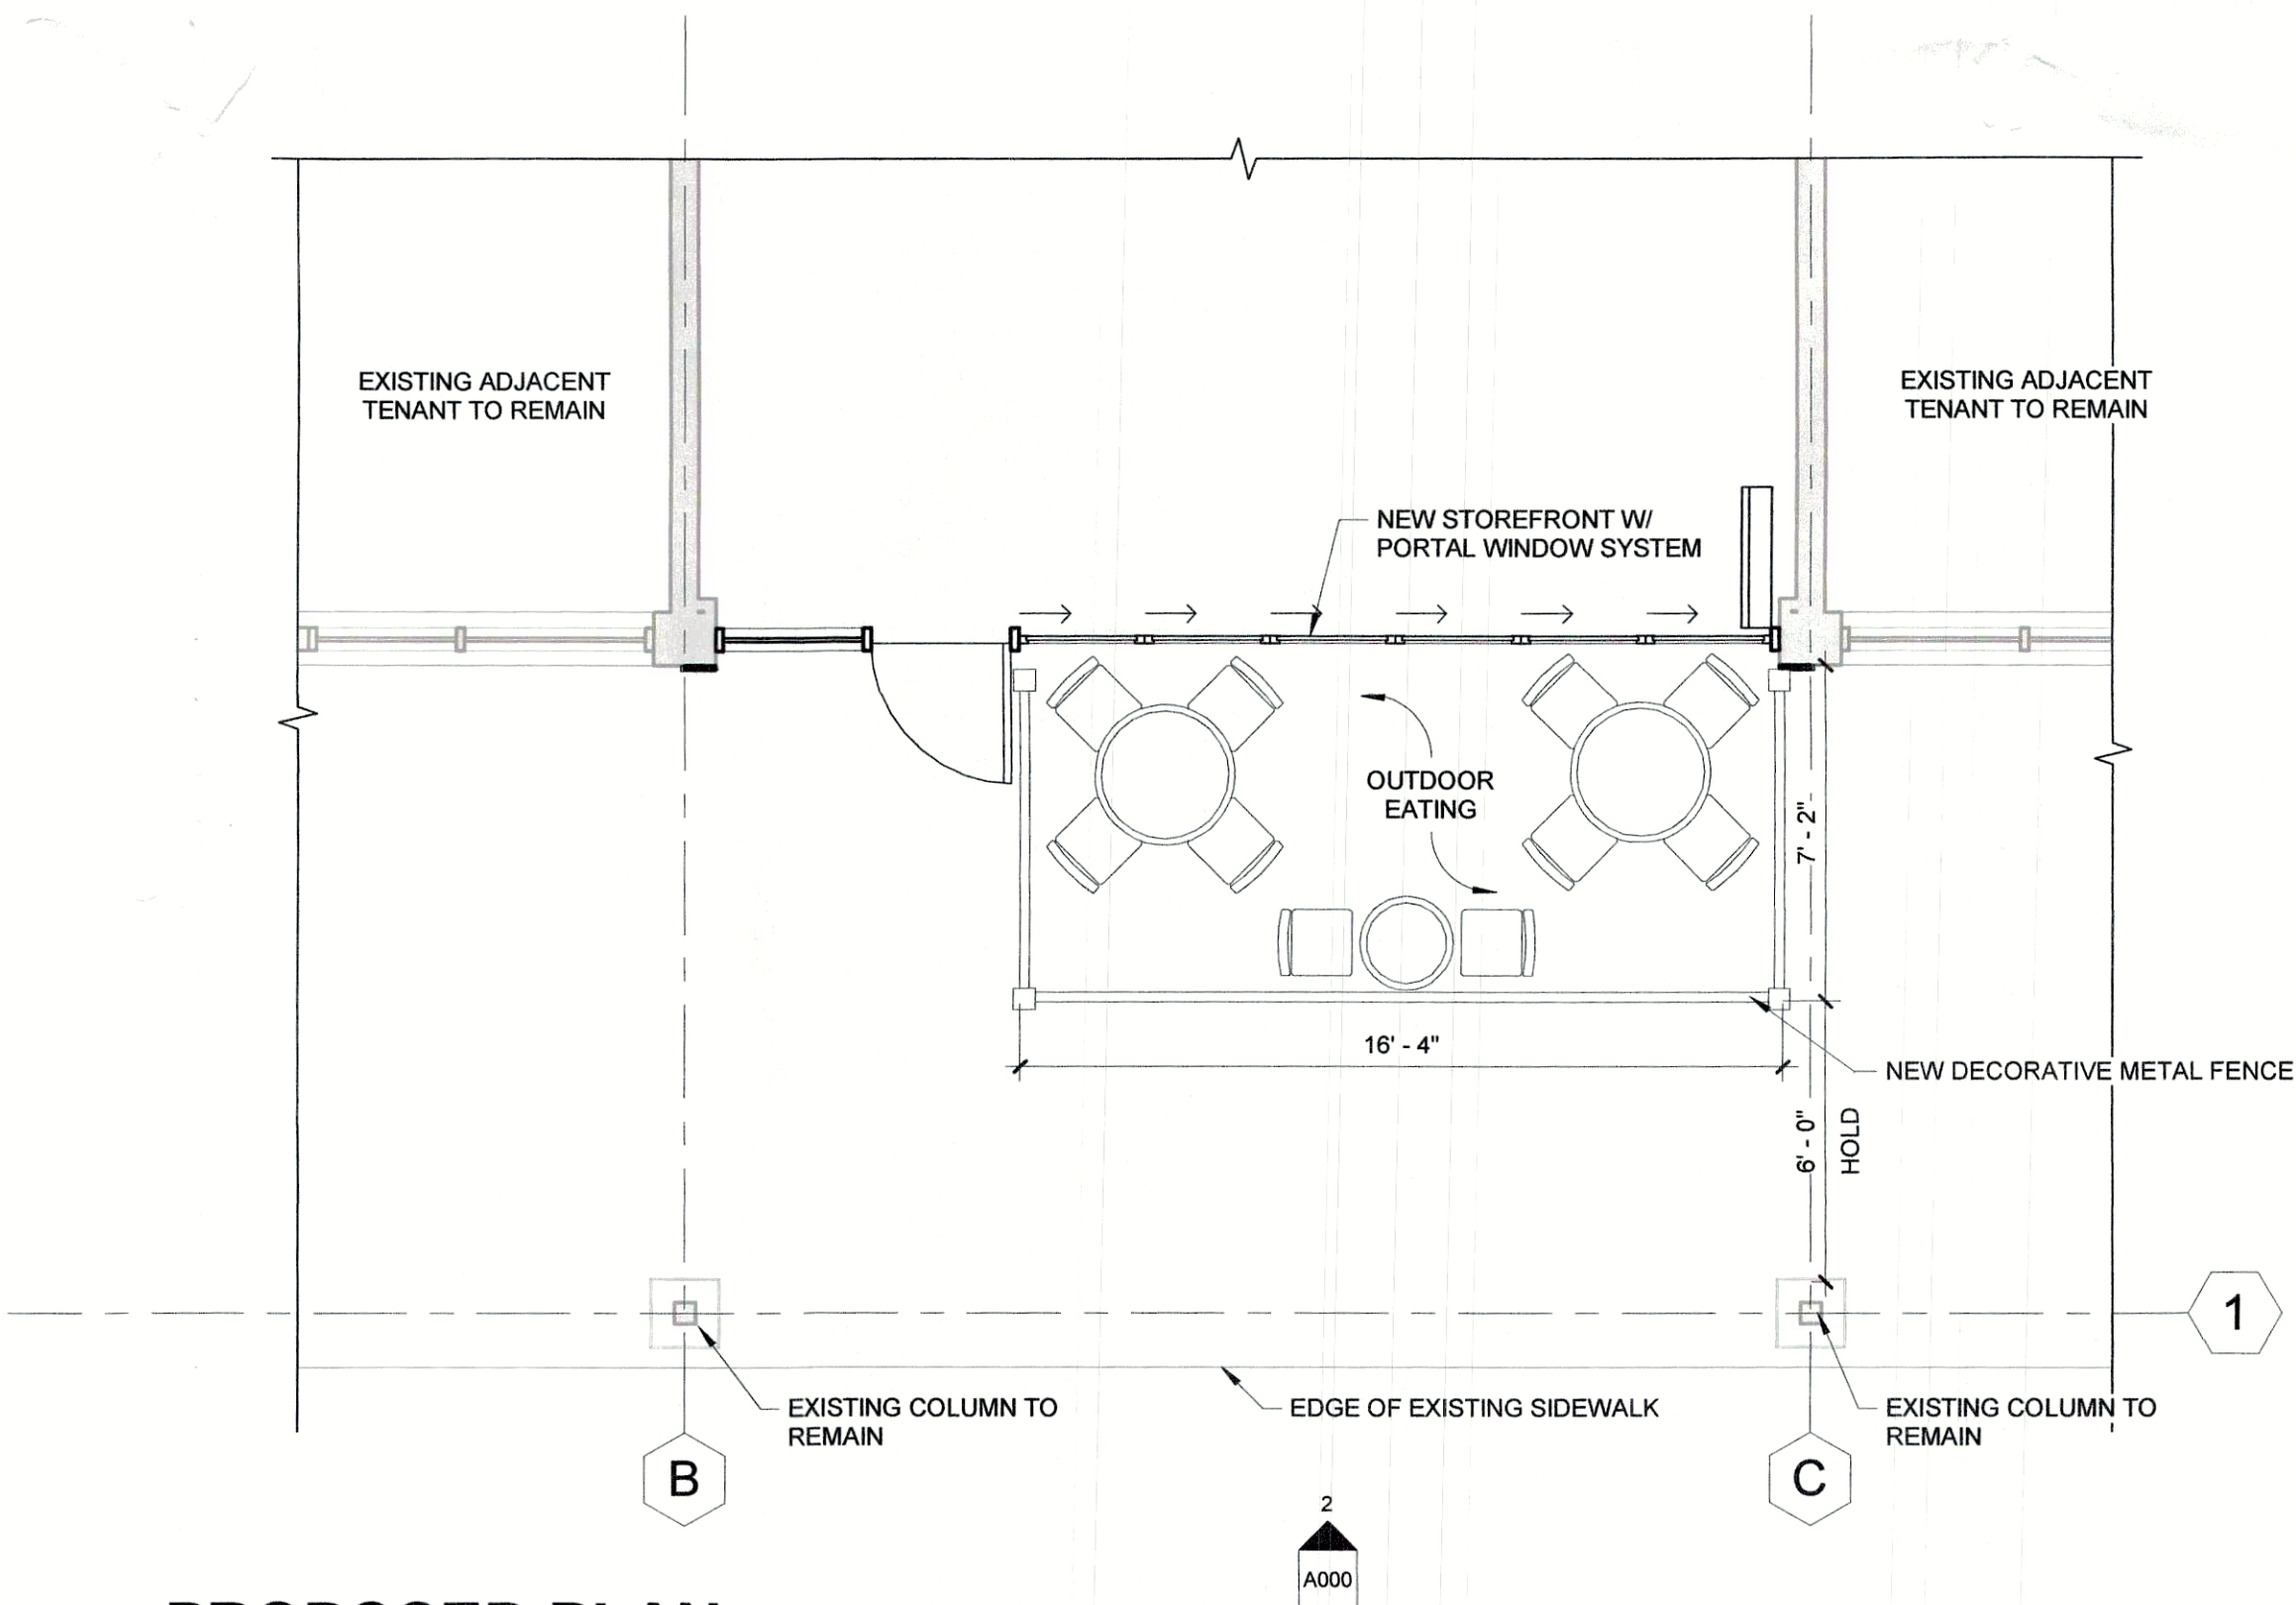 EXISTING ADJACENT
TENANT TO REMAIN
EXISTING ADJACENT
TENANT TO REMAIN
NEW STOREFRONT W/
PORTAL WINDOW SYSTEM
OUTDOOR
EATING
7' - 2"
16' - 4"
NEW DECORATIVE METAL FENCE
6' - 0"
HOLD
1
EXISTING COLUMN TO
REMAIN
EDGE OF EXISTING SIDEWALK
EXISTING COLUMN TO
REMAIN
B
C
2
A000
PROPOSED PLAN